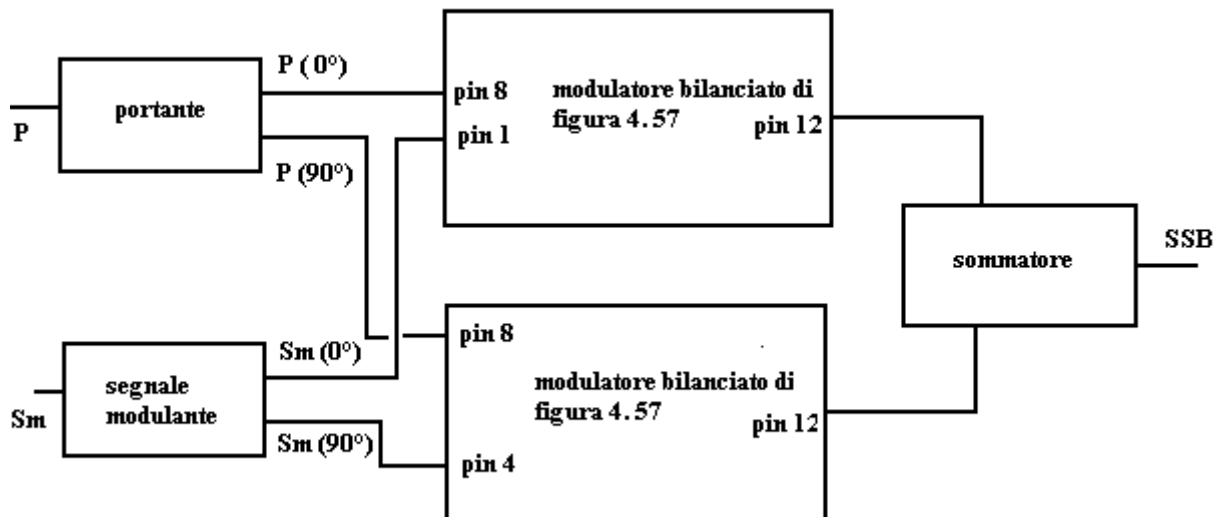 P ( 0°)
portante
P
P (90°)
pin 8
modulatore bilanciato di
figura 4. 57
pin 1
pin 12
sommatore
SSB
Sm (0°)
segnale
modulante
Sm
Sm (90°)
pin 8
modulatore bilanciato di
figura 4. 57
pin 12
pin 4